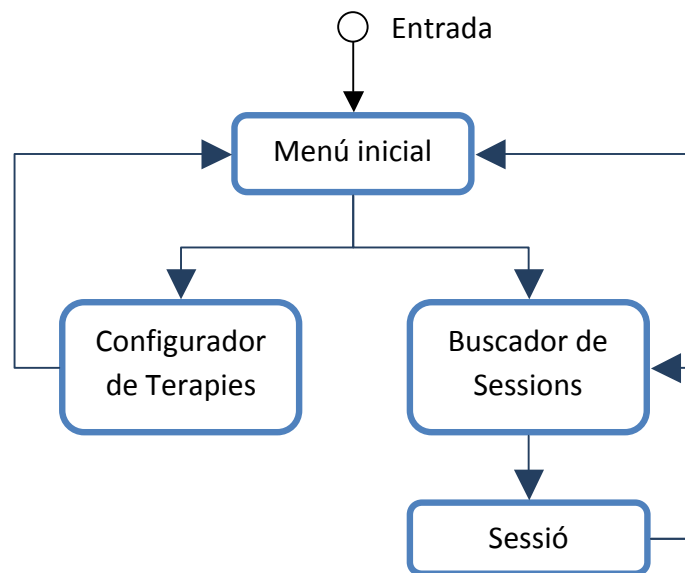 Entrada
Menú inicial
Configurador
de Terapies
Buscador de
Sessions
Sessió